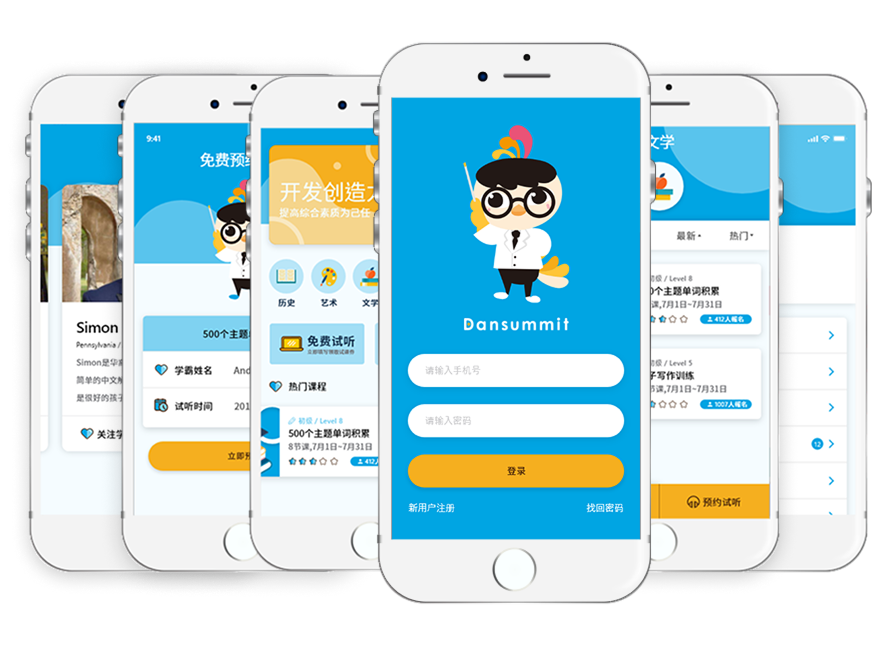 Simon
Pennsylvania /
Simon是华裔
简单的中文
是很好的孩子
关注学
9:41
免费预约
500个主题
学霸姓名
And
试听时间
201
立即预
开发创造力
提高综合素质为己任
历史
艺术
文学
免费试听
热门课程
初级 / Level 8
500个主题单词积累
8节课,7月1日~7月31日
412人
Dansummit
请输入手机号
请输入密码
登录
新用户注册
找回密码
文学
最新
热门
初级 / Level 8
0个主题单词积累
节课,7月1日~7月31日
412人报名
初级 / Level 5
子写作训练
课,7月1日~7月31日
1007人报名
预约试听
12